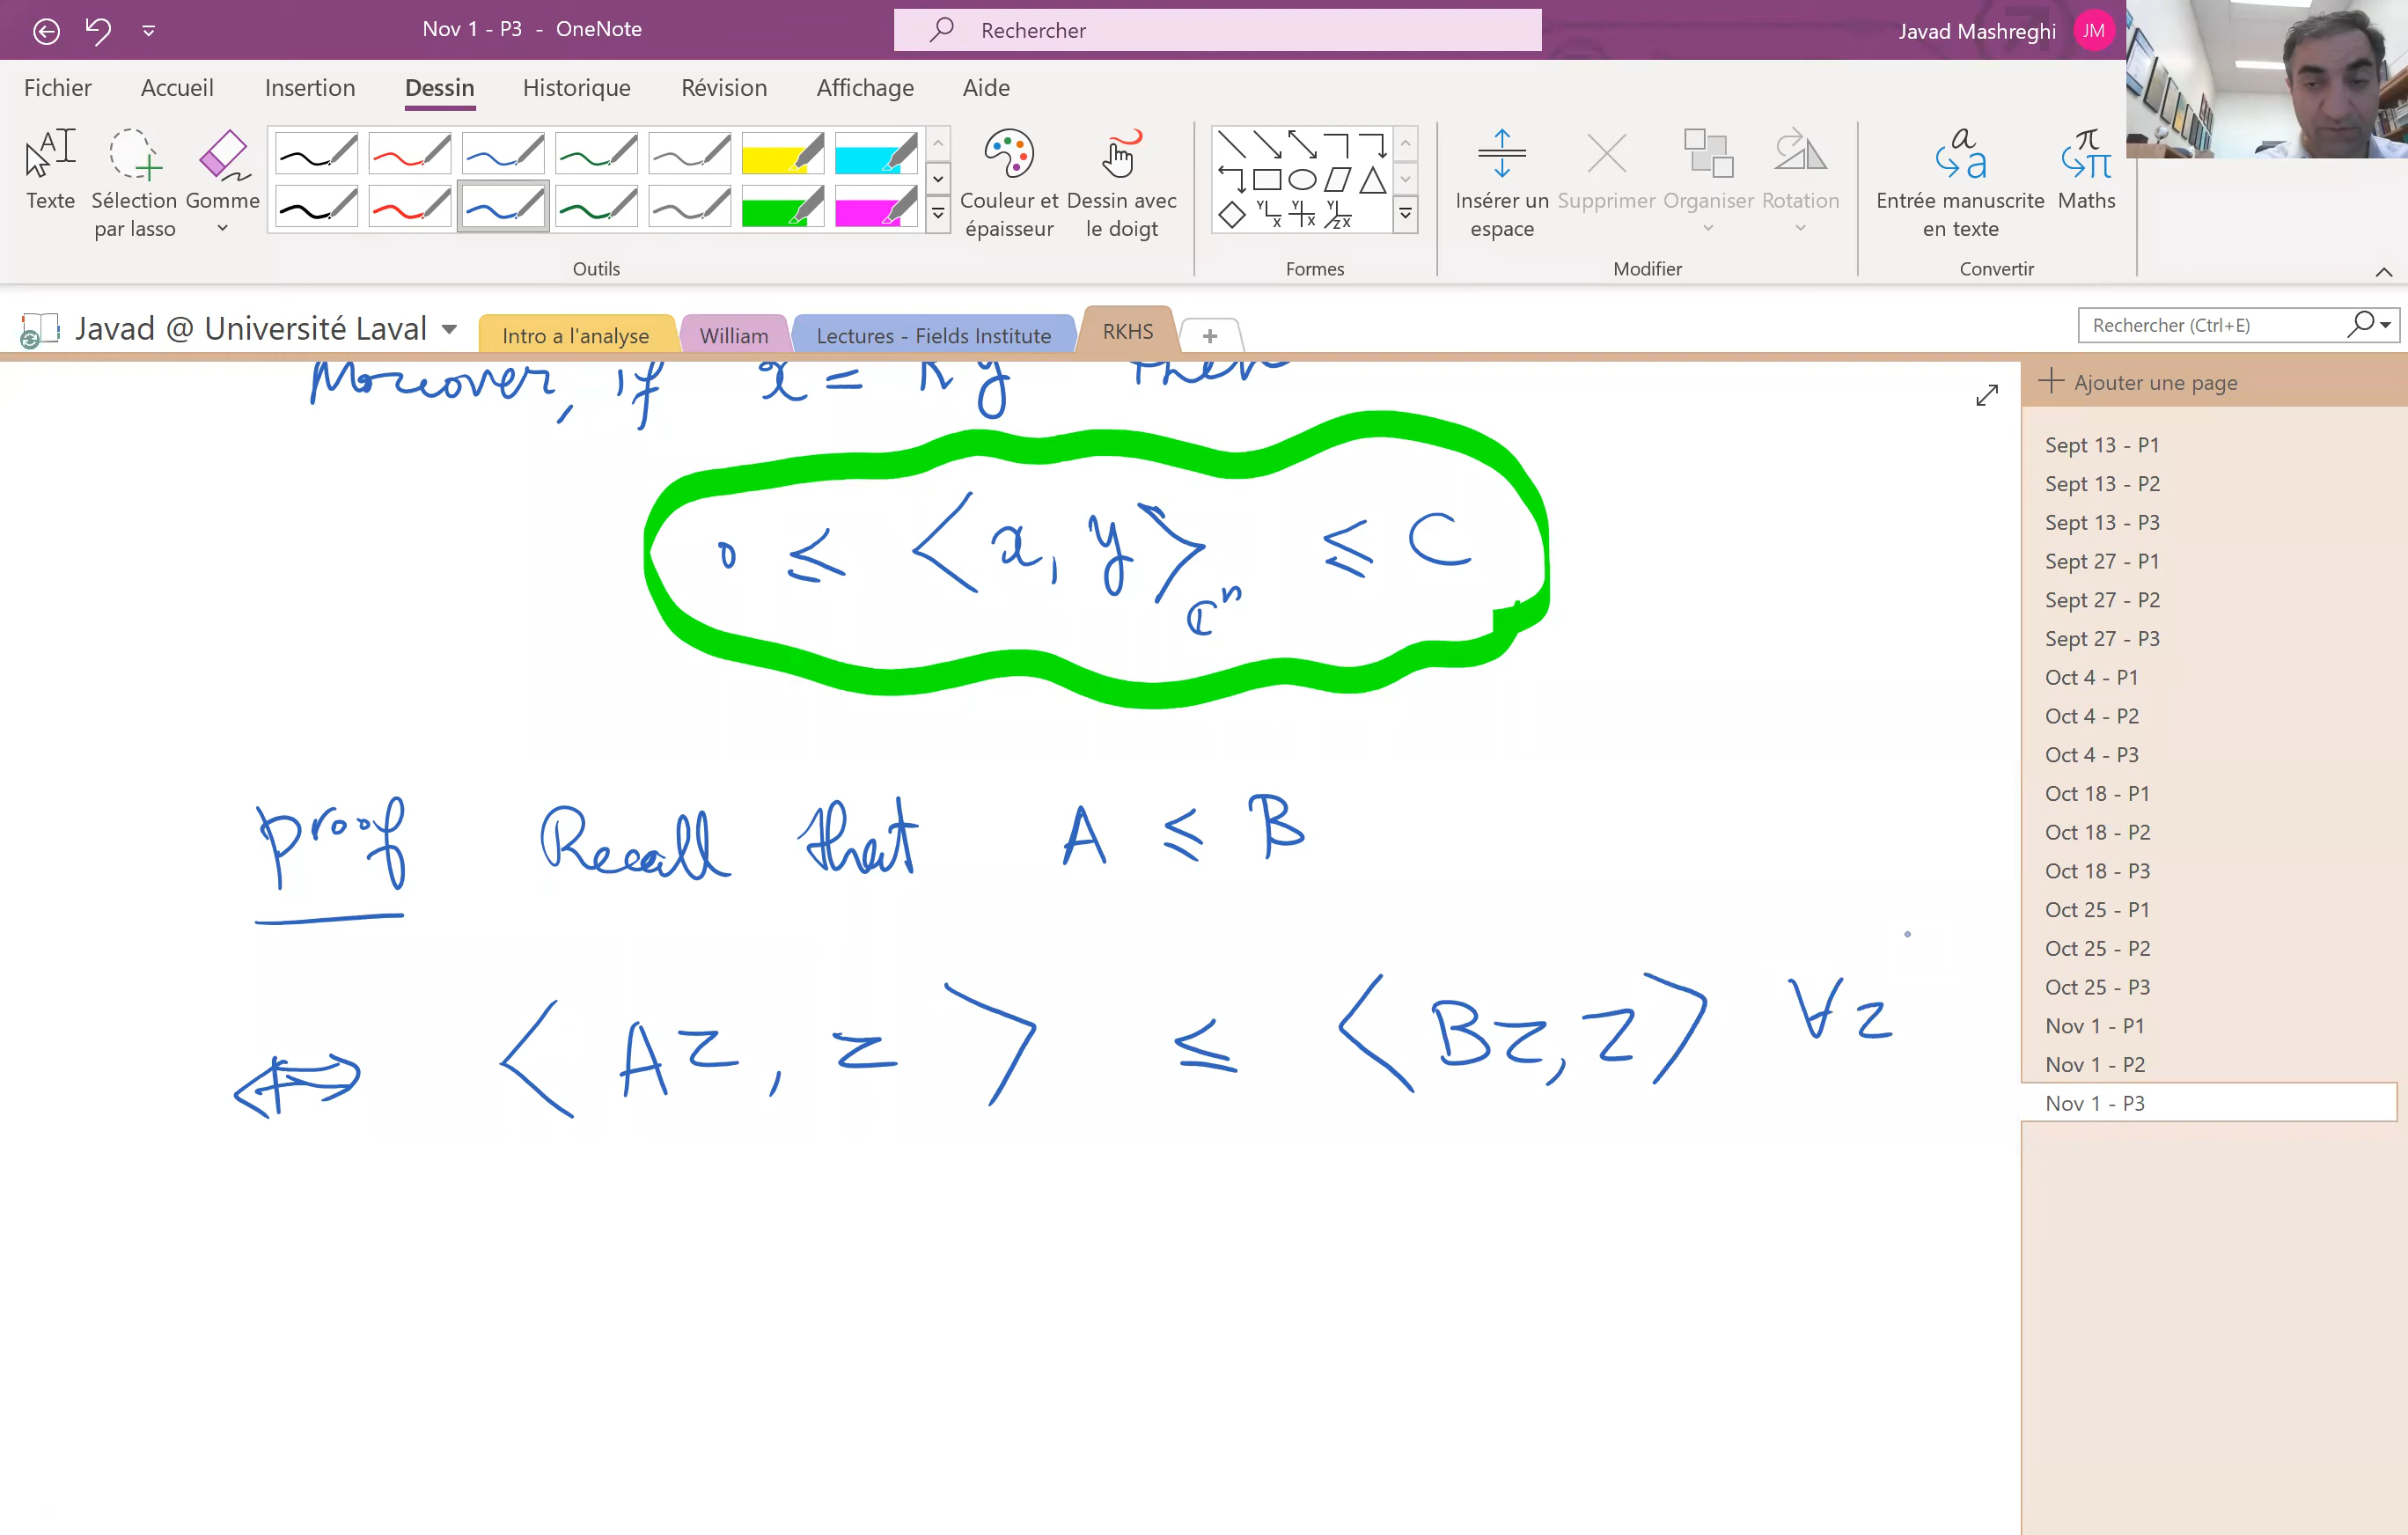 Nov 1 - P3 - OneNote
Rechercher
Javad Mashreghi JM
Fichier Accueil Insertion Dessin Historique Révision Affichage Aide
Texte
Sélection par lasso
Gomme
Couleur et épaisseur
Dessin avec le doigt
Insérer un espace
Supprimer
Organiser
Rotation
Entrée manuscrite en texte
Maths
Outils Formes Modifier Convertir
Javad @ Université Laval
Intro a l'analyse
William
Lectures - Fields Institute
RKHS
Rechercher (Ctrl+E)
Moreover, if x = K y then
0 ≤ <x, y>ℂⁿ ≤ C
proof Recall that A ≤ B
⟺ <Az, z> ≤ <Bz, z> ∀z
Ajouter une page
Sept 13 - P1
Sept 13 - P2
Sept 13 - P3
Sept 27 - P1
Sept 27 - P2
Sept 27 - P3
Oct 4 - P1
Oct 4 - P2
Oct 4 - P3
Oct 18 - P1
Oct 18 - P2
Oct 18 - P3
Oct 25 - P1
Oct 25 - P2
Oct 25 - P3
Nov 1 - P1
Nov 1 - P2
Nov 1 - P3